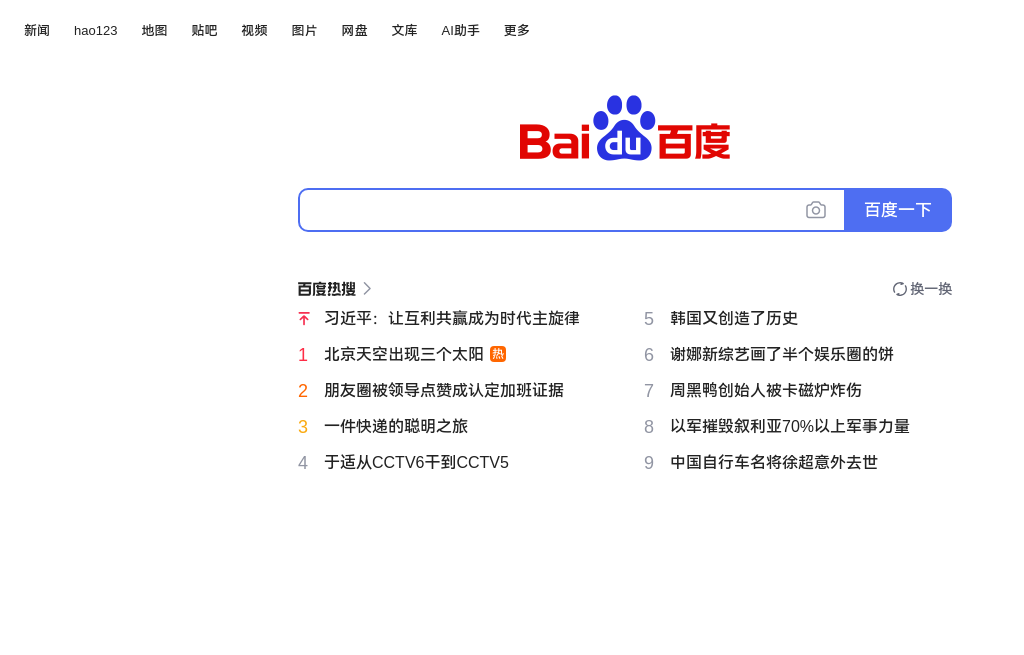 新闻 hao123 地图 贴吧 视频 图片 网盘 文库 AI助手 更多
Bai du 百度
百度一下
百度热搜
换一换
习近平：让互利共赢成为时代主旋律
1 北京天空出现三个太阳 热
2 朋友圈被领导点赞成认定加班证据
3 一件快递的聪明之旅
4 于适从CCTV6干到CCTV5
5 韩国又创造了历史
6 谢娜新综艺画了半个娱乐圈的饼
7 周黑鸭创始人被卡磁炉炸伤
8 以军摧毁叙利亚70%以上军事力量
9 中国自行车名将徐超意外去世